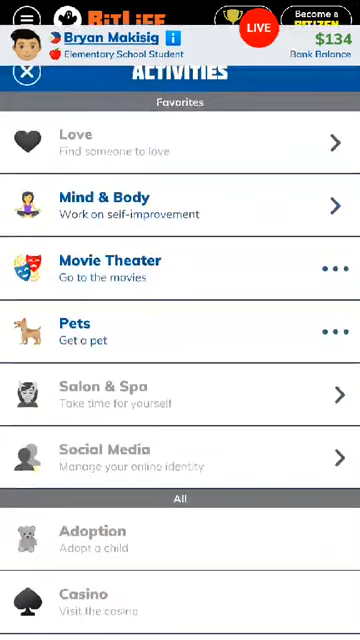 BitLife
LIVE
Become a
BITIZEN
Bryan Makisig
$134
Elementary School Student
Bank Balance
ACTIVITIES
Favorites
Love
Find someone to love
Mind & Body
Work on self-improvement
Movie Theater
Go to the movies
Pets
Get a pet
Salon & Spa
Take time for yourself
Social Media
Manage your online identity
All
Adoption
Adopt a child
Casino
Visit the casino